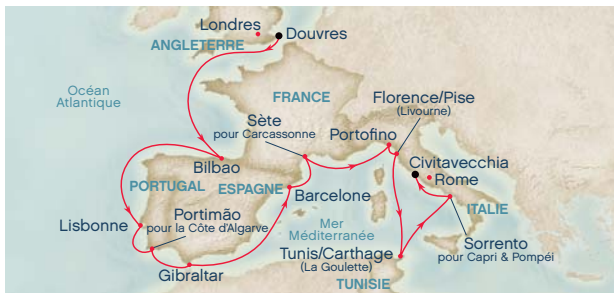 Londres
Douvres
ANGLETERRE
Océan
Atlantique
FRANCE
Florence/Pise
(Livourne)
Sète
pour Carcassonne
Portofino
Civitavecchia
Rome
Bilbao
PORTUGAL
ESPAGNE
Barcelone
ITALIE
Lisbonne
Portimão
pour la Côte d'Algarve
Mer
Méditerranée
Sorrento
pour Capri & Pompéi
Gibraltar
Tunis/Carthage
(La Goulette)
TUNISIE